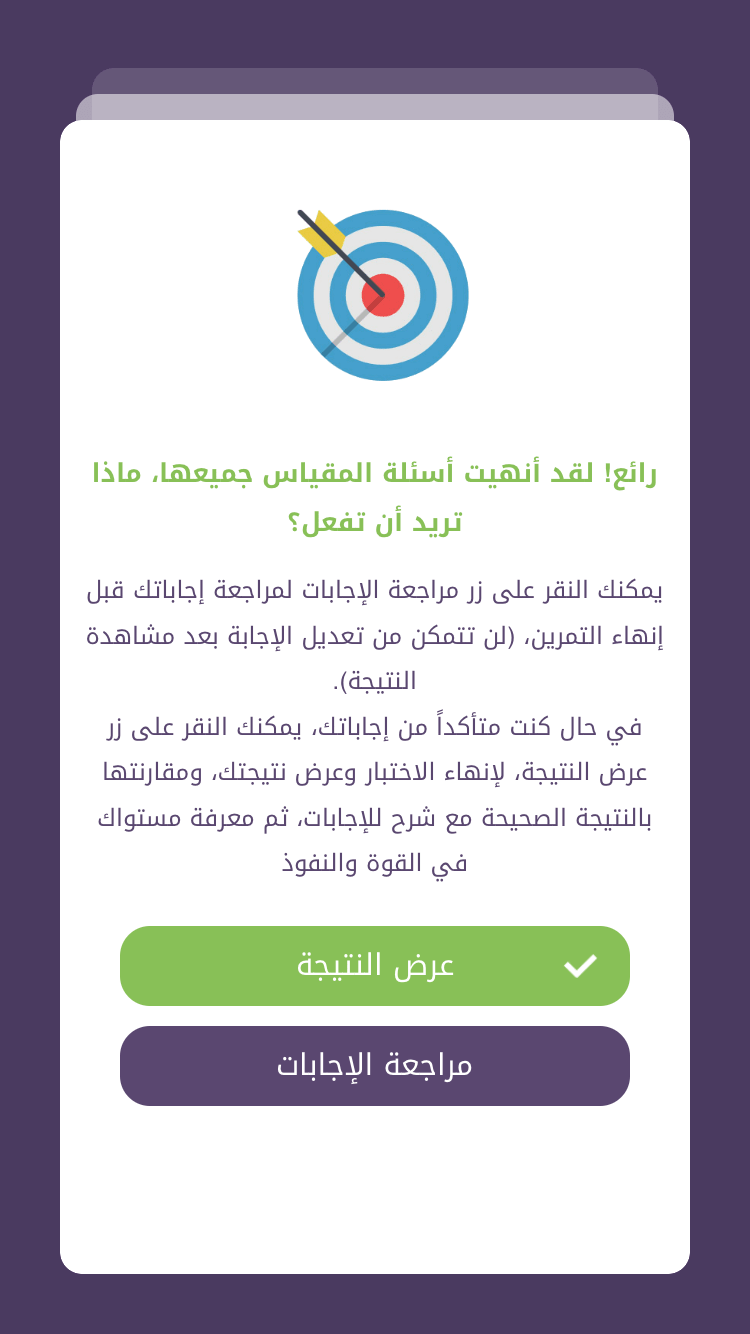 رائع! لقد أنهيت أسئلة المقياس جميعها، ماذا
تريد أن تفعل؟
يمكنك النقر على زر مراجعة الإجابات لمراجعة إجاباتك قبل
إنهاء التمرين، (لن تتمكن من تعديل الإجابة بعد مشاهدة
النتيجة).
في حال كنت متأكداً من إجاباتك، يمكنك النقر على زر
عرض النتيجة، لإنهاء الاختبار وعرض نتيجتك، ومقارنتها
بالنتيجة الصحيحة مع شرح للإجابات، ثم معرفة مستواك
في القوة والنفوذ
عرض النتيجة
مراجعة الإجابات